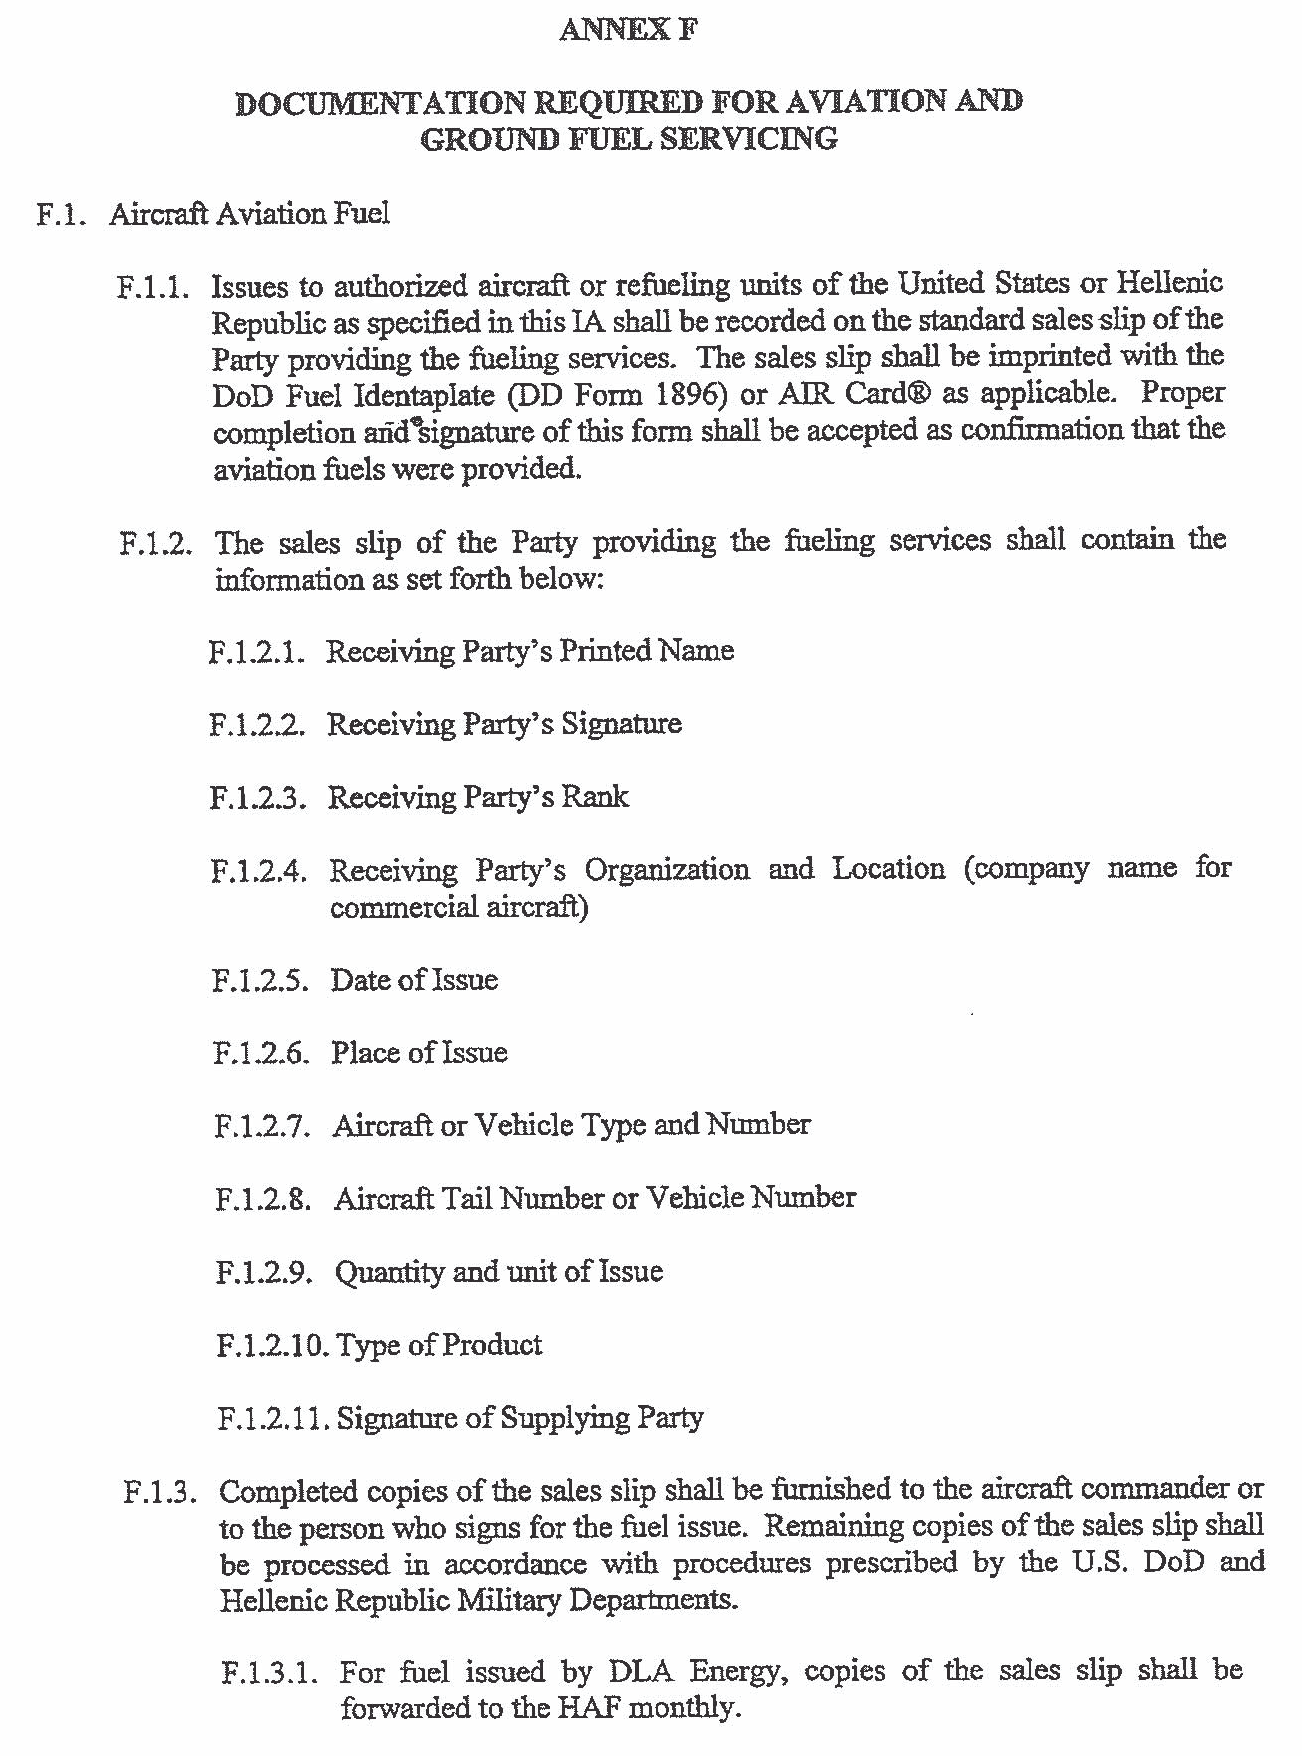 ANNEX F
DOCUMENTATION REQUIRED FOR AVIATION AND
GROUND FUEL SERVICING
F.1. Aircraft Aviation Fuel
F.1.1. Issues to authorized aircraft or refueling units of the United States or Hellenic
Republic as specified in this IA shall be recorded on the standard sales slip of the
Party providing the fueling services. The sales slip shall be imprinted with the
DoD Fuel Identaplate (DD Form 1896) or AIR Card® as applicable. Proper
completion and signature of this form shall be accepted as confirmation that the
aviation fuels were provided.
F.1.2. The sales slip of the Party providing the fueling services shall contain the
information as set forth below:
F.1.2.1. Receiving Party's Printed Name
F.1.2.2. Receiving Party's Signature
F.1.2.3. Receiving Party's Rank
F.1.2.4. Receiving Party's Organization and Location (company name for
commercial aircraft)
F.1.2.5. Date of Issue
F.1.2.6. Place of Issue
F.1.2.7. Aircraft or Vehicle Type and Number
F.1.2.8. Aircraft Tail Number or Vehicle Number
F.1.2.9. Quantity and unit of Issue
F.1.2.10. Type of Product
F.1.2.11. Signature of Supplying Party
F.1.3. Completed copies of the sales slip shall be furnished to the aircraft commander or
to the person who signs for the fuel issue. Remaining copies of the sales slip shall
be processed in accordance with procedures prescribed by the U.S. DoD and
Hellenic Republic Military Departments.
F.1.3.1. For fuel issued by DLA Energy, copies of the sales slip shall be
forwarded to the HAF monthly.